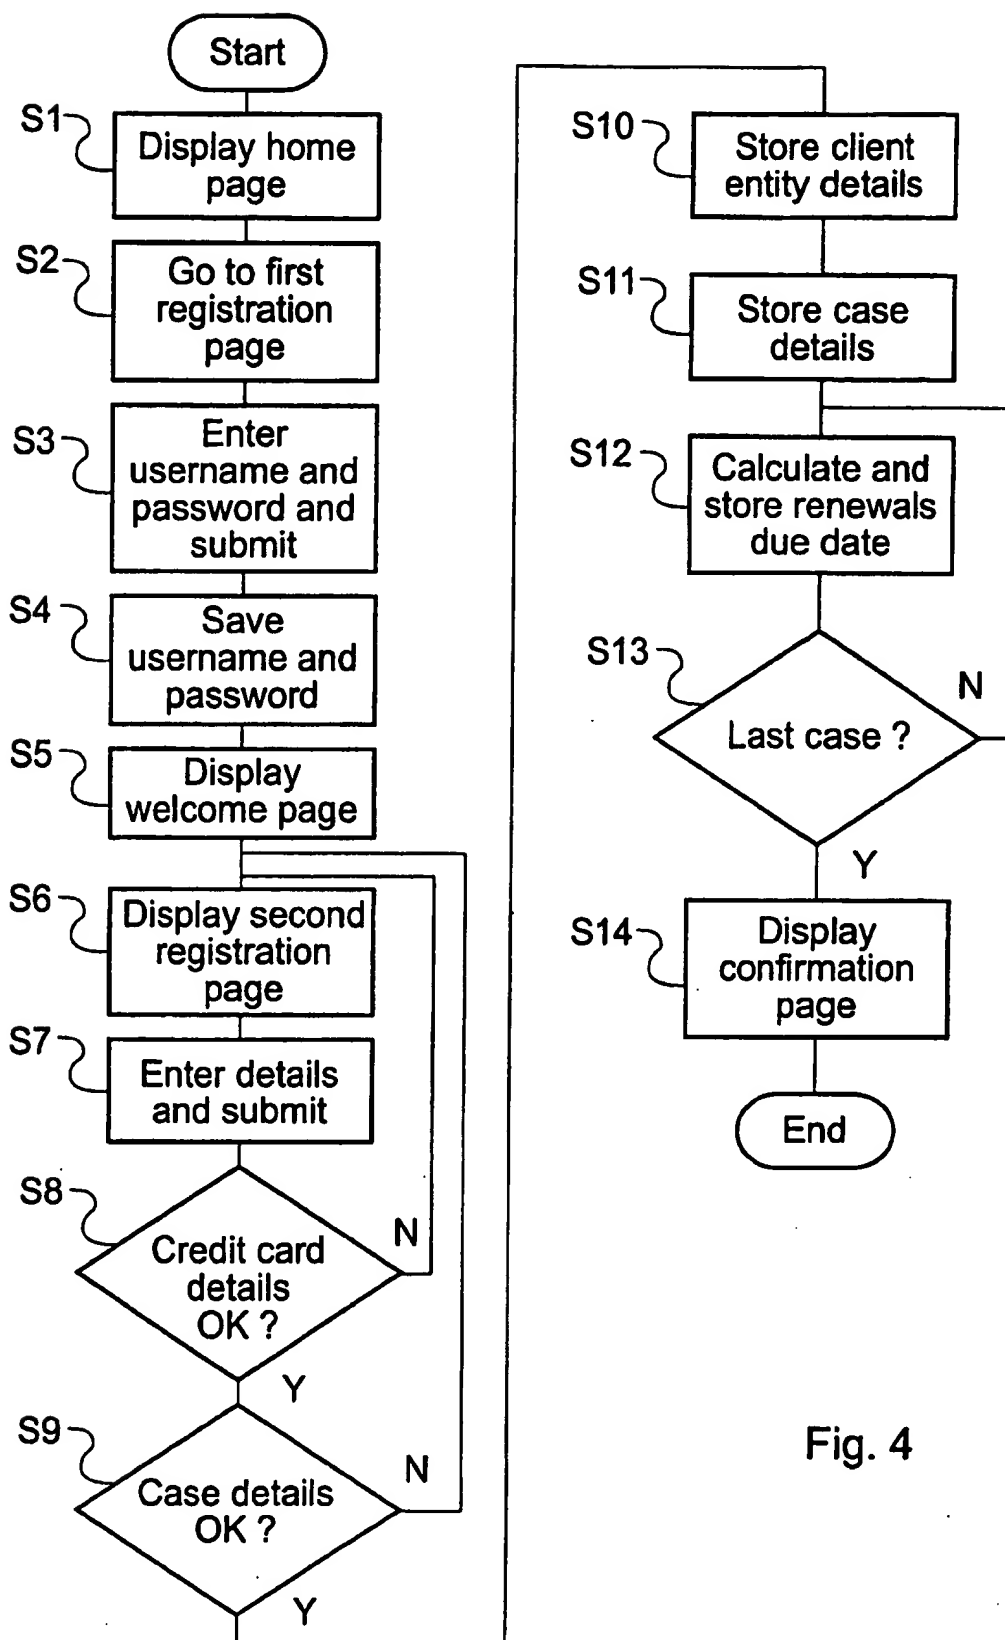 Start
S1
Display home
page
S2
Go to first
registration
page
S3
Enter
username and
password and
submit
S4
Save
username and
password
S5
Display
welcome page
S6
Display second
registration
page
S7
Enter details
and submit
S8
Credit card
details
OK ?
N
Y
S9
Case details
OK ?
N
Y
S10
Store client
entity details
S11
Store case
details
S12
Calculate and
store renewals
due date
S13
Last case ?
N
Y
S14
Display
confirmation
page
End
Fig. 4